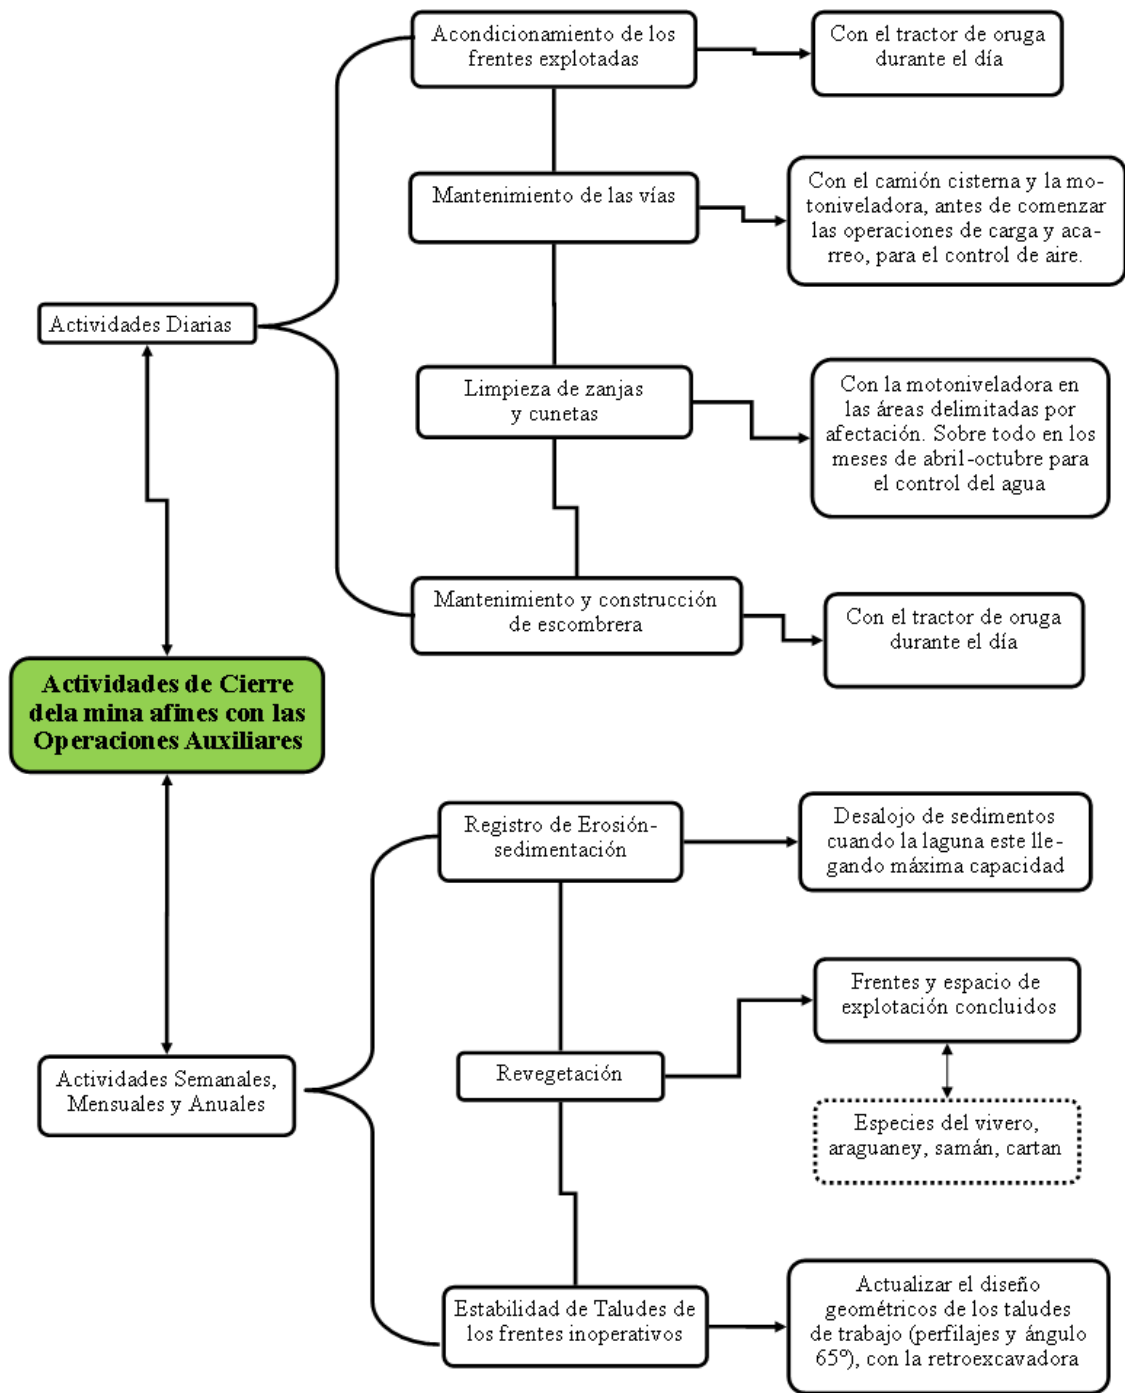 Acondicionamiento de los
frentes explotadas
Con el tractor de oruga
durante el día
Mantenimiento de las vías
Con el camión cisterna y la mo-
toniveladora, antes de comenzar
las operaciones de carga y aca-
rreo, para el control de aire.
Actividades Diarias
Limpieza de zanjas
y cunetas
Con la motoniveladora en
las áreas delimitadas por
afectación. Sobre todo en los
meses de abril-octubre para
el control del agua
Mantenimiento y construcción
de escombrera
Con el tractor de oruga
durante el día
Actividades de Cierre
dela mina afines con las
Operaciones Auxiliares
Registro de Erosión-
sedimentación
Desalojo de sedimentos
cuando la laguna este lle-
gando máxima capacidad
Frentes y espacio de
explotación concluidos
Actividades Semanales,
Mensuales y Anuales
Revegetación
Especies del vivero,
araguaney, samán, cartan
Estabilidad de Taludes de
los frentes inoperativos
Actualizar el diseño
geométricos de los taludes
de trabajo (perfilajes y ángulo
65º), con la retroexcavadora